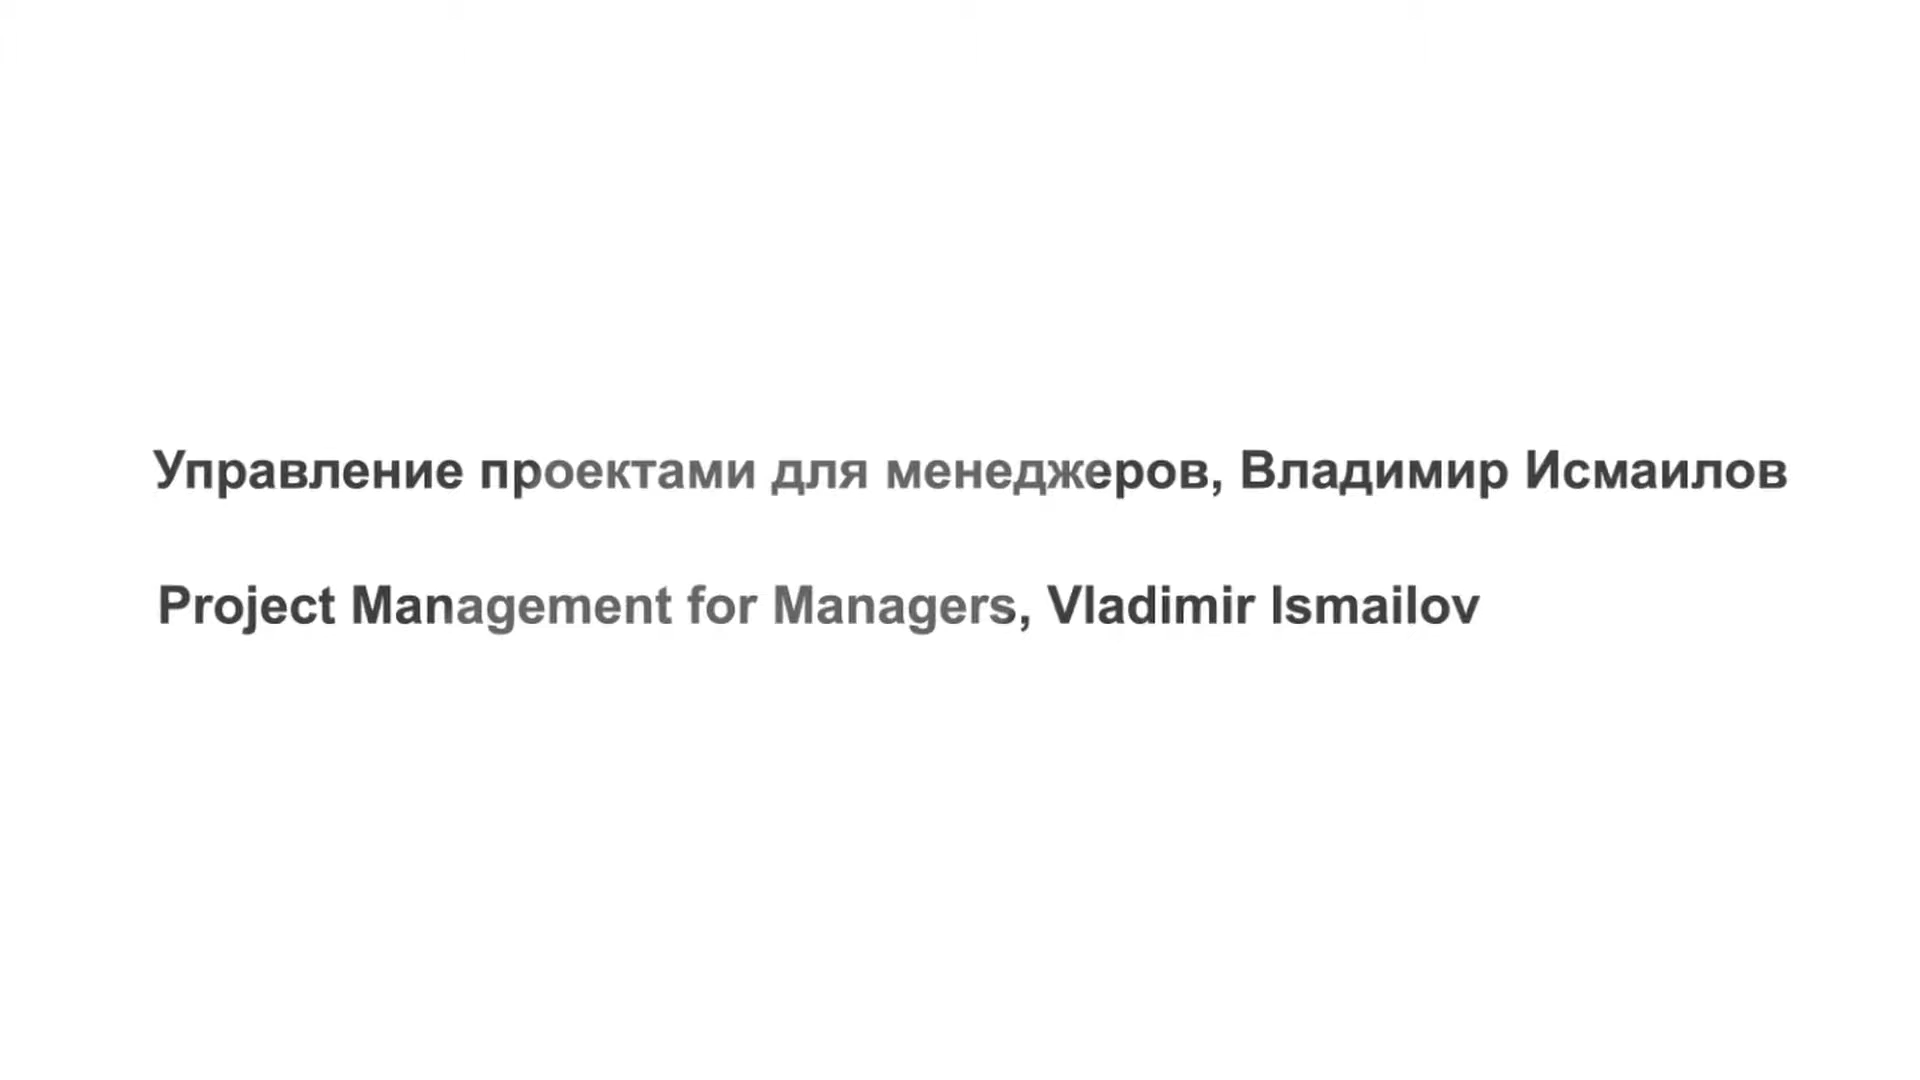 Управление проектами для менеджеров, Владимир Исмаилов
Project Management for Managers, Vladimir Ismailov